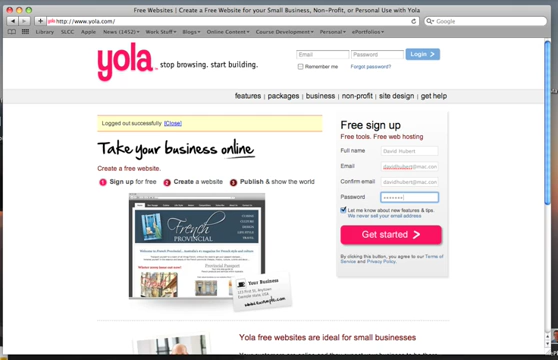 Free Websites | Create a Free Website for your Small Business, Non-Profit, or Personal Use with Yola
http://www.yola.com/
Google
Library SLCC Apple News (1452) Work Stuff Blogs Online Content Course Development Personal ePortfolios
yola
stop browsing. start building.
Email Password Login >
Remember me Forgot password?
features | packages | business | non-profit | site design | get help
Logged out successfully [Close]
Take your business online
Create a free website.
1 Sign up for free 2 Create a website 3 Publish & show the world
French
PROVINCIAL
Your Business
Free sign up
Free tools. Free web hosting
Full name David Hubert
Email davidhubert@mac.com
Confirm email davidhubert@mac.com
Password
Let me know about new features & tips.
We never sell your email address
Get started >
By clicking this button, you agree to our Terms of
Service and Privacy Policy.
Yola free websites are ideal for small businesses